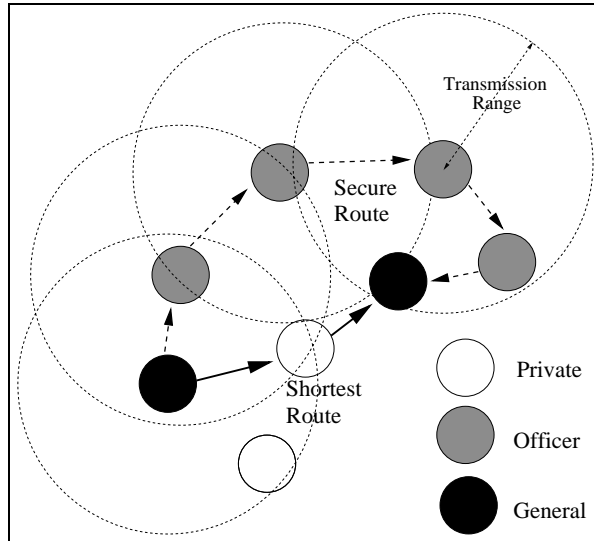 Transmission
Range
Secure
Route
Shortest
Route
Private
Officer
General